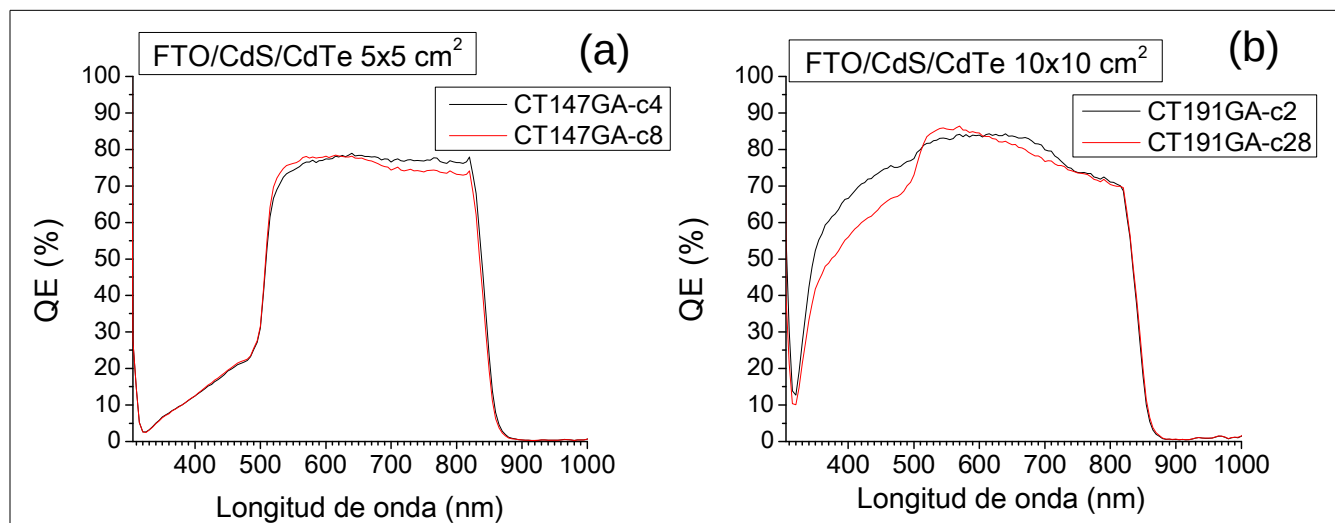 FTO/CdS/CdTe 5x5 cm²
(a)
CT147GA-c4
CT147GA-c8
QE (%)
100
90
80
70
60
50
40
30
20
10
0
400 500 600 700 800 900 1000
Longitud de onda (nm)
FTO/CdS/CdTe 10x10 cm²
(b)
CT191GA-c2
CT191GA-c28
QE (%)
100
90
80
70
60
50
40
30
20
10
0
400 500 600 700 800 900 1000
Longitud de onda (nm)